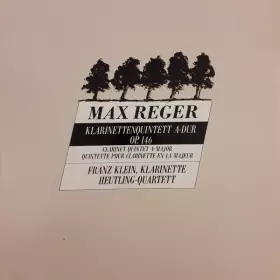 MAX REGER
KLARINETTENQUINTETT A-DUR
OP. 146
CLARINET QUINTET A-MAJOR
QUINTETTE POUR CLARINETTE EN LA MAJEUR
FRANZ KLEIN, KLARINETTE
HEUTLING-QUARTETT